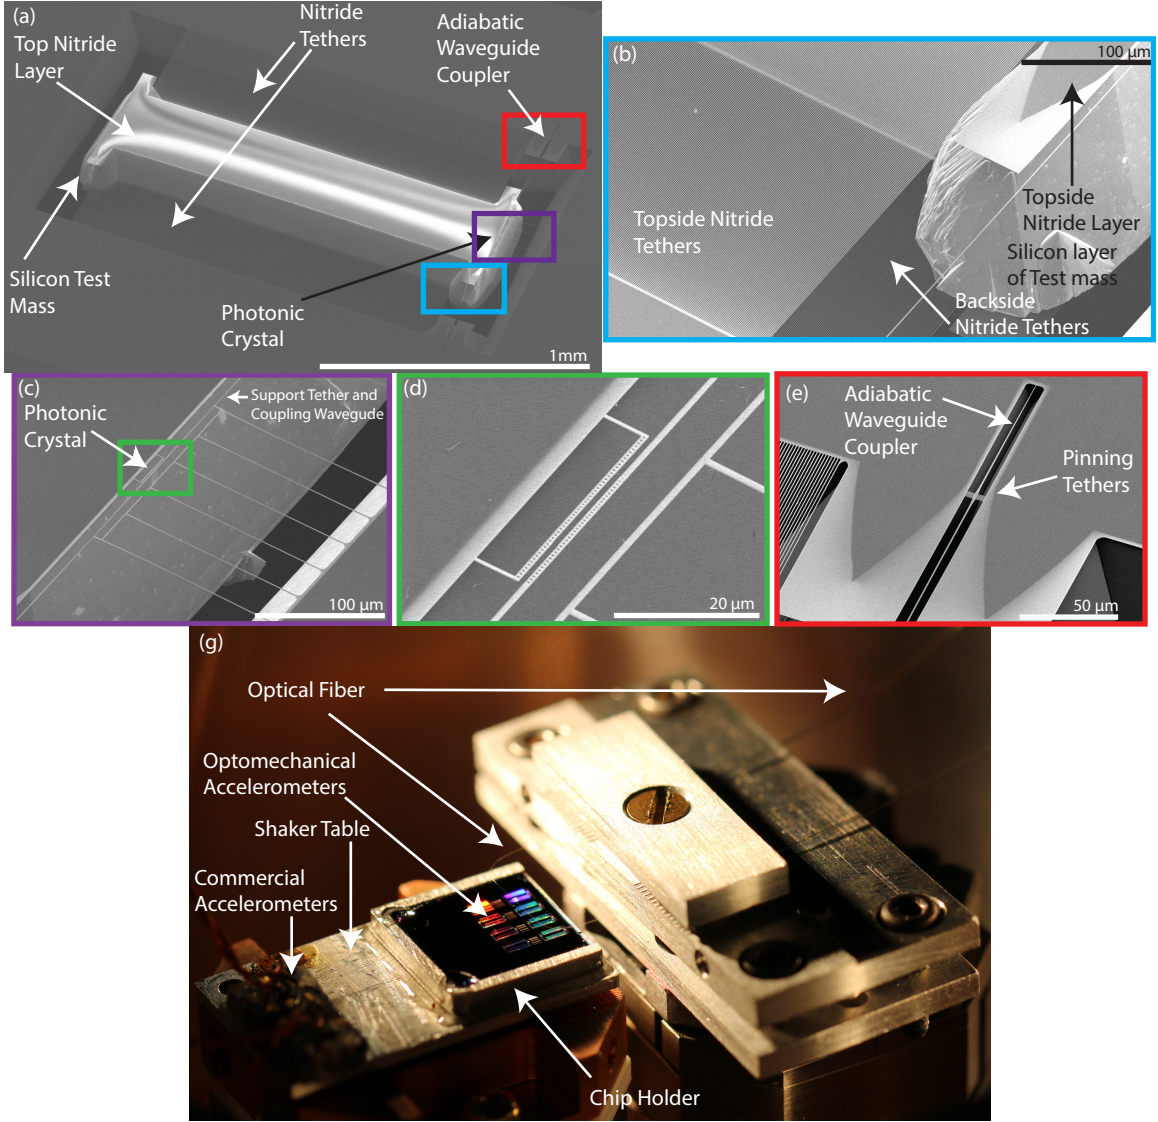 (a)
Nitride
Tethers
Top Nitride
Layer
Adiabatic
Waveguide
Coupler
Silicon Test
Mass
Photonic
Crystal
1mm
(b)
100 µm
Topside Nitride
Tethers
Topside
Nitride Layer
Silicon layer
of Test mass
Backside
Nitride Tethers
(c)
Support Tether and
Coupling Wavegude
Photonic
Crystal
100 µm
(d)
20 µm
(e)
Adiabatic
Waveguide
Coupler
Pinning
Tethers
50 µm
(g)
Optical Fiber
Optomechanical
Accelerometers
Shaker Table
Commercial
Accelerometers
Chip Holder